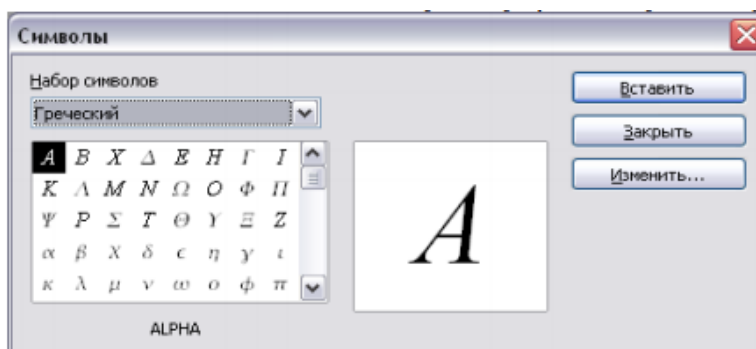 Символы
Набор символов
Греческий
Α Β Χ Δ Ε Η Γ Ι
Κ Λ Μ Ν Ω Ο Φ Π
Ψ Ρ Σ Τ Θ Υ Ξ Ζ
α β χ δ ϵ η γ ι
κ λ μ ν ω ο ϕ π
ALPHA
Α
Вставить
Закрыть
Изменить...